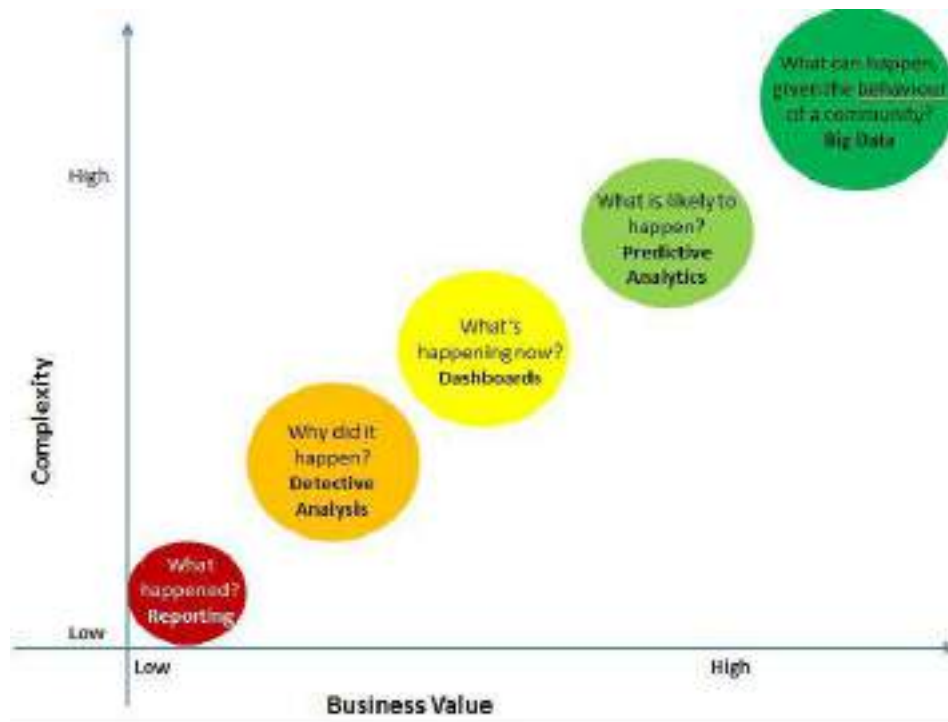 What can happen
given the behaviour
of a community?
Big Data
High
What is likely to
happen?
Predictive
Analytics
What's
happening now?
Dashboards
Complexity
Why did it
happen?
Detective
Analysis
What
happened?
Reporting
Low
Low
High
Business Value